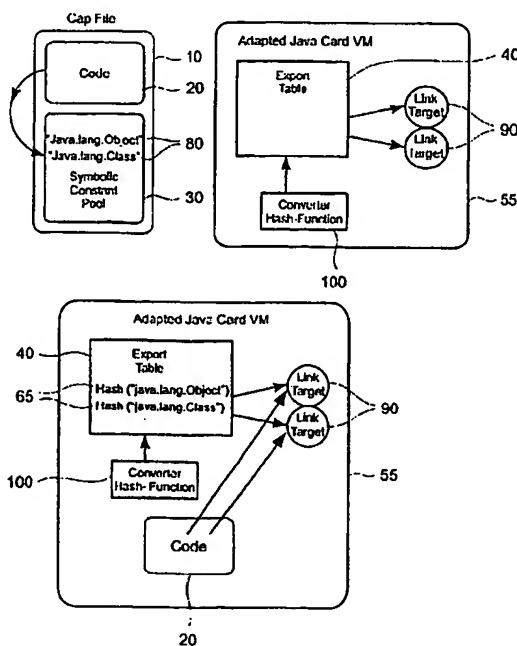 Cap File
Code
10
20
"Java.lang.Object"
"Java.lang.Class"
80
Symbolic
Constant
Pool
30
Adapted Java Card VM
Export
Table
40
Link
Target
Link
Target
90
Converter
Hash-Function
55
100
Adapted Java Card VM
40
Export
Table
65
Hash ("java.lang.Object")
Hash ("java.lang.Class")
Link
Target
Link
Target
90
100
Converter
Hash-Function
55
Code
20